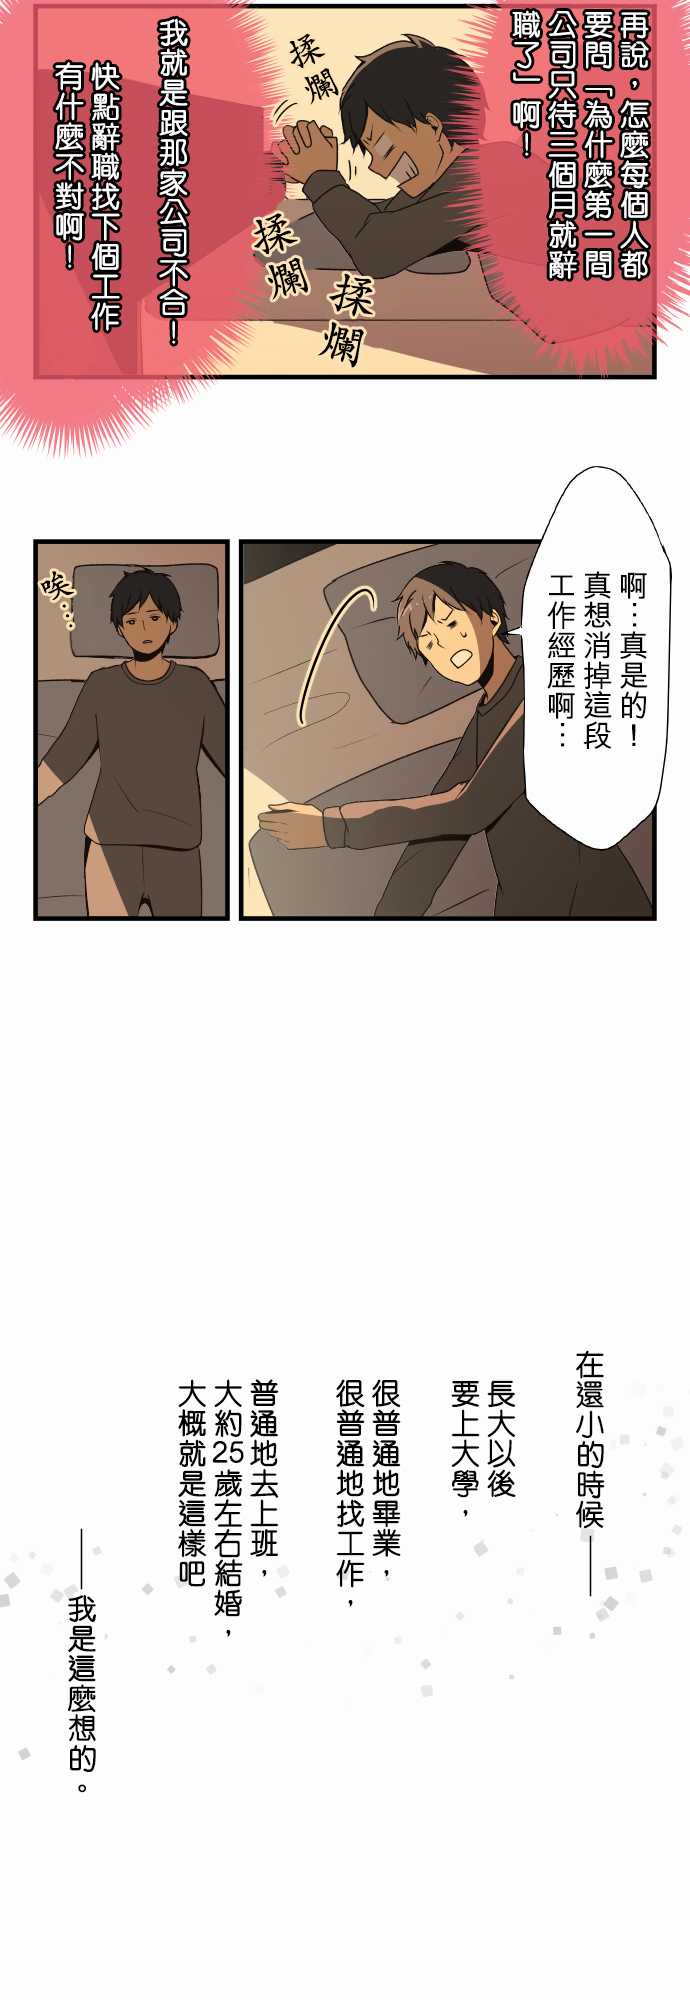 再說，怎麼每個人都
要問「為什麼第一間
公司只待三個月就辭
職了」啊！
揉爛
揉爛
揉爛
我就是跟那家公司不合！
快點辭職找下個工作
有什麼不對啊！
啊…真是的！
真想消掉這段
工作經歷啊…
唉…
在還小的時候——
長大以後
要上大學，
很普通地畢業，
很普通地找工作，
普通地去上班，
大約25歲左右結婚，
大概就是這樣吧
——我是這麼想的。